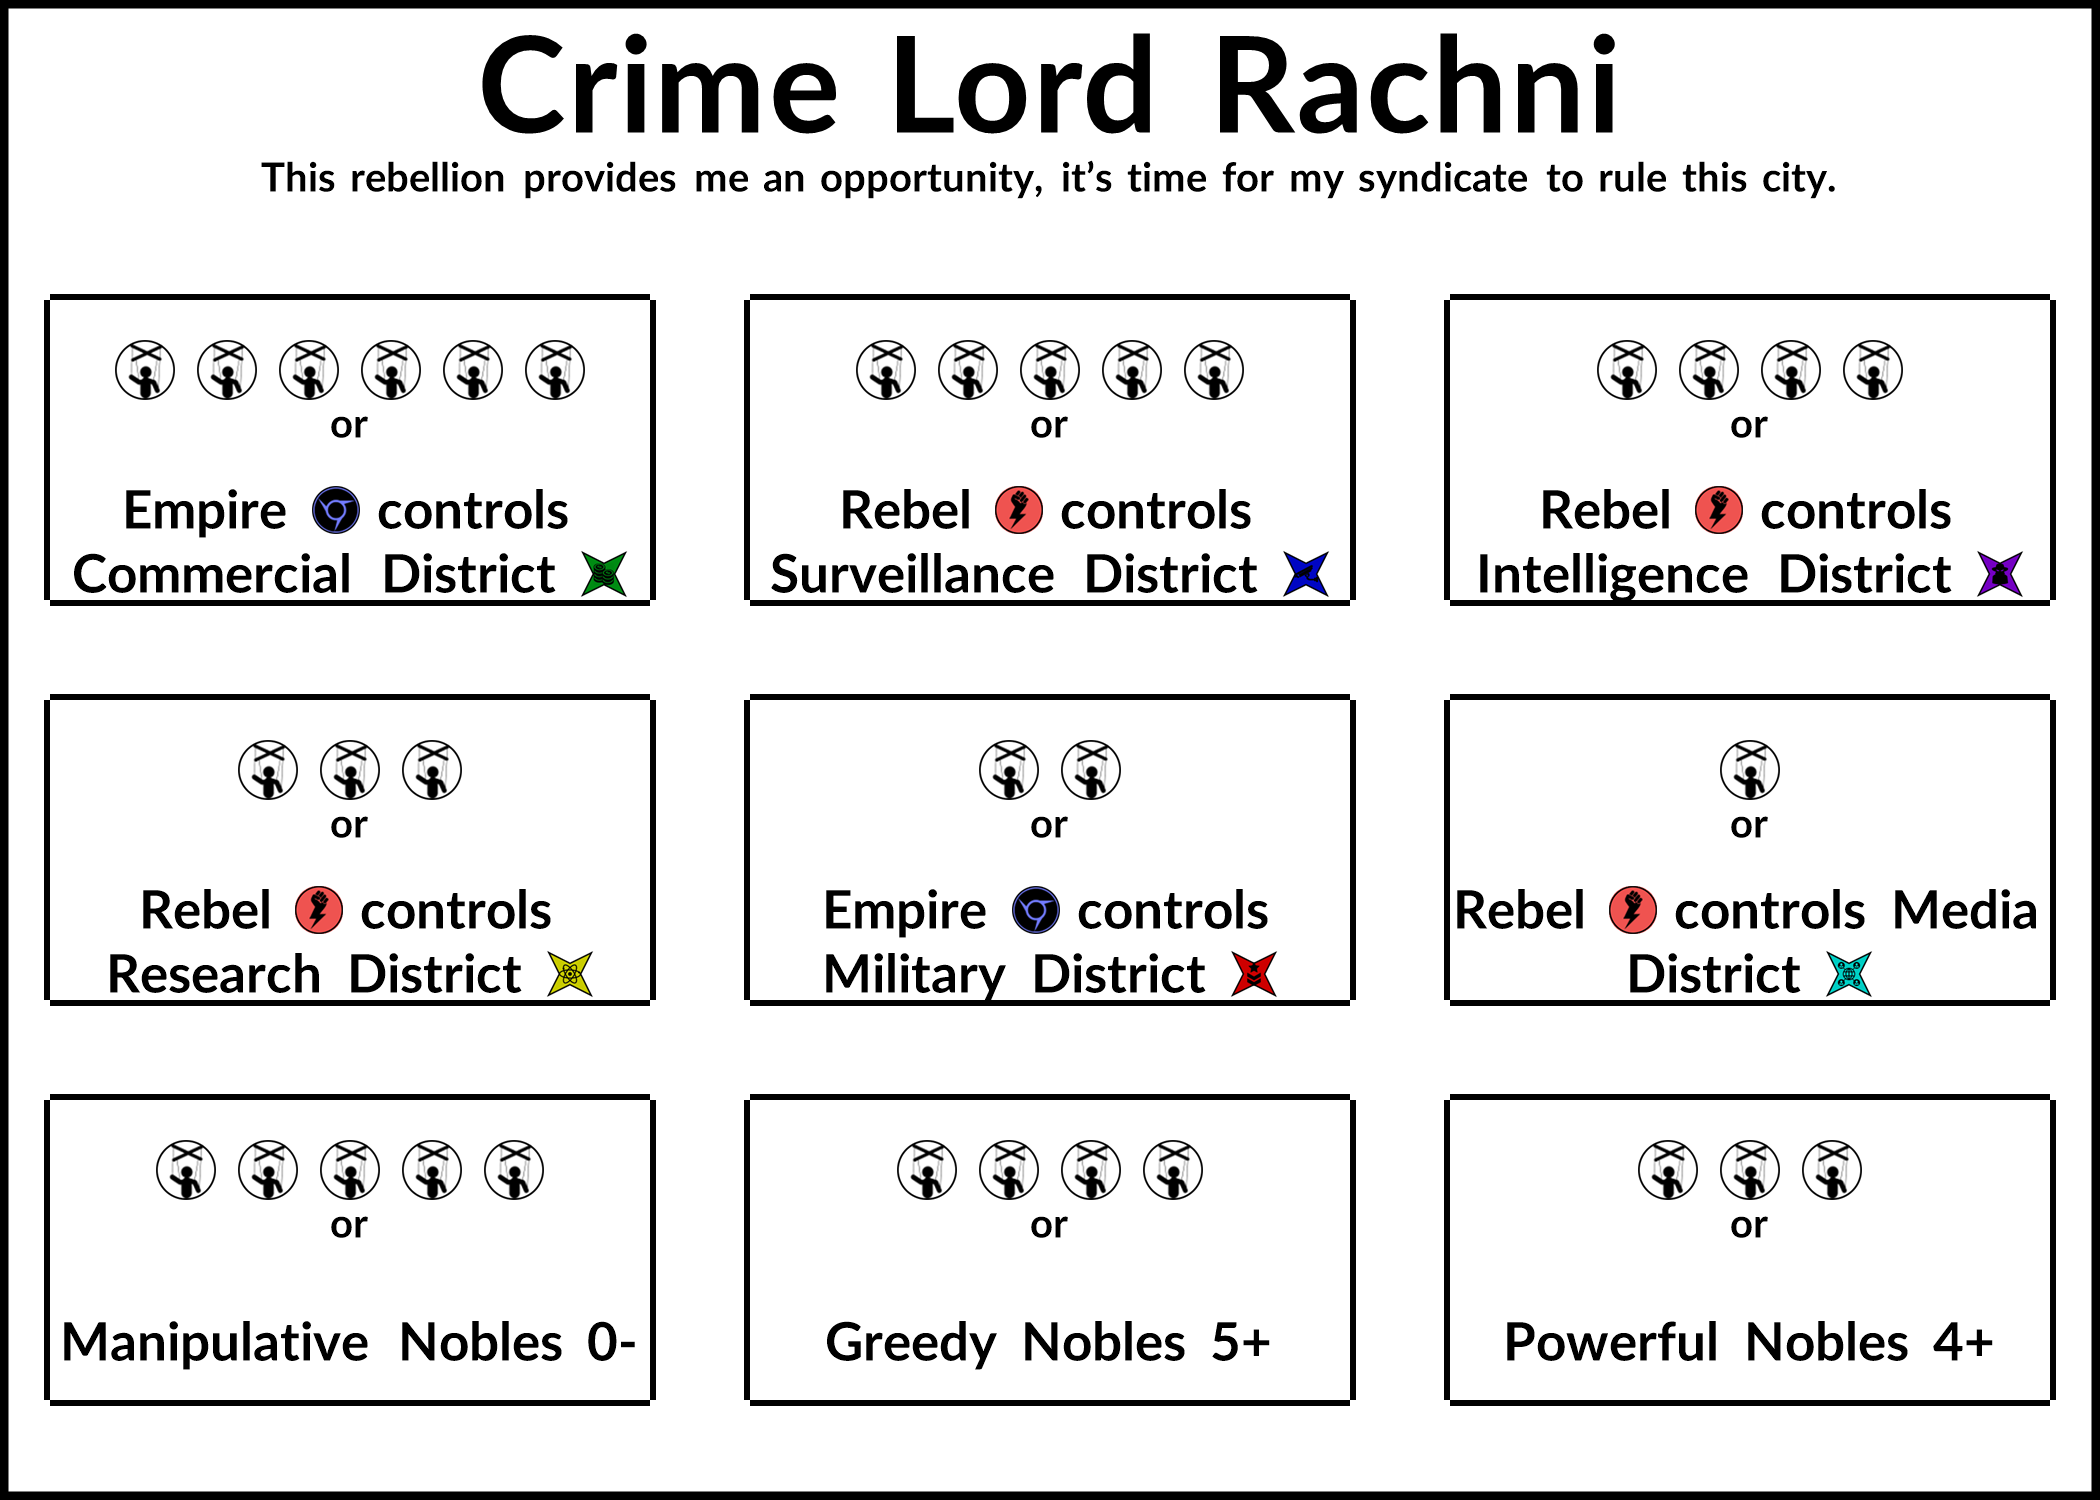 Crime Lord Rachni
This rebellion provides me an opportunity, it's time for my syndicate to rule this city.
or
Empire controls
Commercial District
or
Rebel controls
Surveillance District
or
Rebel controls
Intelligence District
or
Rebel controls
Research District
or
Empire controls
Military District
or
Rebel controls Media
District
or
Manipulative Nobles 0-
or
Greedy Nobles 5+
or
Powerful Nobles 4+